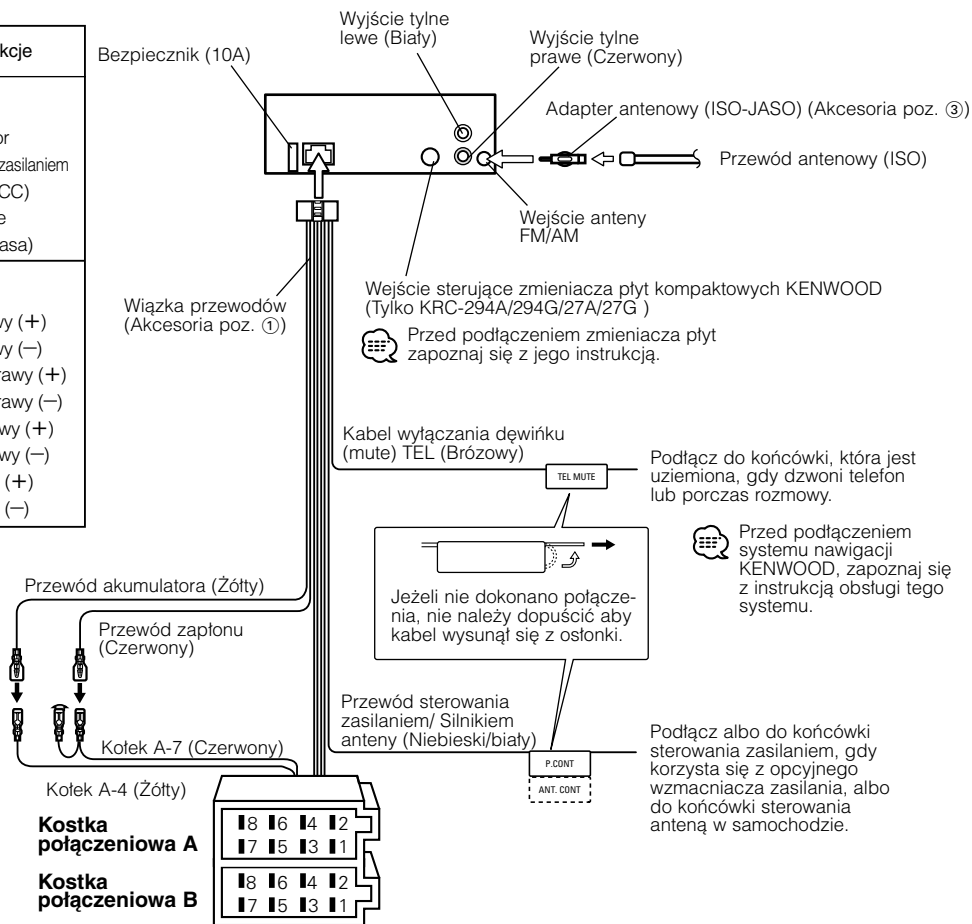 kcje
or
zasilaniem
CC)
e
asa)
wy (+)
wy (−)
rawy (+)
rawy (−)
wy (+)
wy (−)
(+)
(−)
Bezpiecznik (10A)
Wyjście tylne
lewe (Biały)
Wyjście tylne
prawe (Czerwony)
Adapter antenowy (ISO-JASO) (Akcesoria poz. ③)
Przewód antenowy (ISO)
Wejście anteny
FM/AM
Wiązka przewodów
(Akcesoria poz. ①)
Wejście sterujące zmieniacza płyt kompaktowych KENWOOD
(Tylko KRC-294A/294G/27A/27G )
Przed podłączeniem zmieniacza płyt
zapoznaj się z jego instrukcją.
Kabel wyłączania dęwińku
(mute) TEL (Brózowy)
TEL MUTE
Podłącz do końcówki, która jest
uziemiona, gdy dzwoni telefon
lub porczas rozmowy.
Przed podłączeniem
systemu nawigacji
KENWOOD, zapoznaj się
z instrukcją obsługi tego
systemu.
Jeżeli nie dokonano połącze-
nia, nie należy dopuścić aby
kabel wysunął się z osłonki.
Przewód akumulatora (Żółty)
Przewód zapłonu
(Czerwony)
Przewód sterowania
zasilaniem/ Silnikiem
anteny (Niebieski/biały)
P.CONT
ANT. CONT
Podłącz albo do końcówki
sterowania zasilaniem, gdy
korzysta się z opcyjnego
wzmacniacza zasilania, albo
do końcówki sterowania
anteną w samochodzie.
Kołek A-7 (Czerwony)
Kołek A-4 (Żółty)
Kostka
połączeniowa A
8 6 4 2
7 5 3 1
Kostka
połączeniowa B
8 6 4 2
7 5 3 1